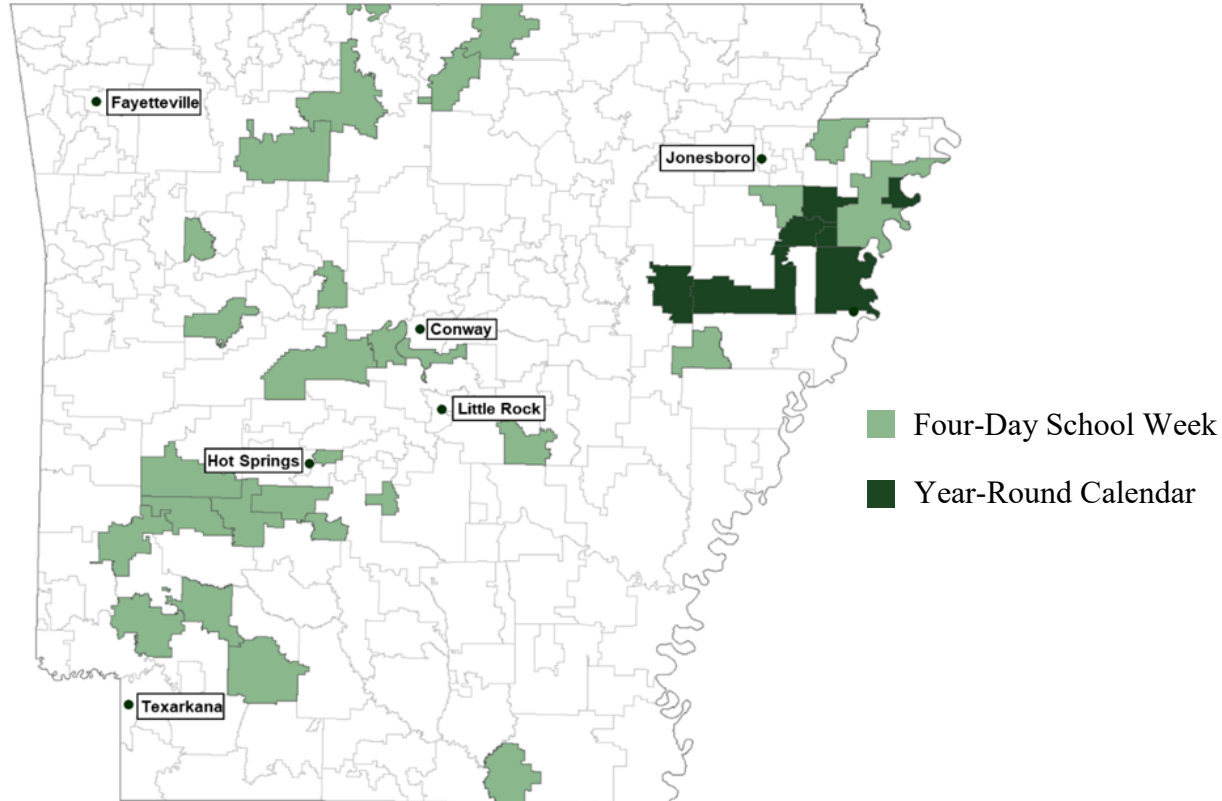 Fayetteville
Jonesboro
Conway
Little Rock
Four-Day School Week
Hot Springs
Year-Round Calendar
Texarkana